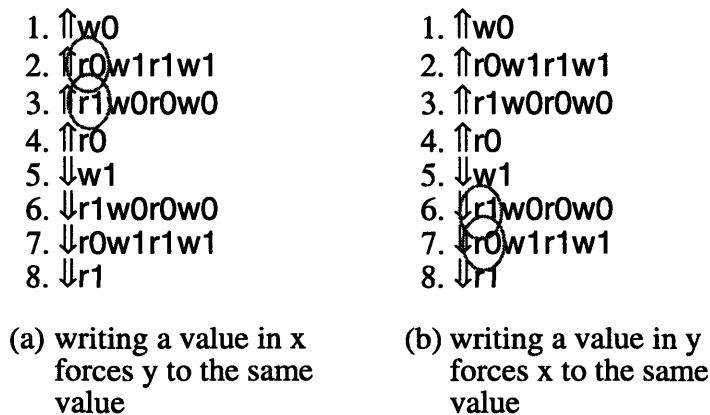 1. ⇑w0
2. ⇑r0w1r1w1
3. ⇑r1w0r0w0
4. ⇑r0
5. ⇓w1
6. ⇓r1w0r0w0
7. ⇓r0w1r1w1
8. ⇓r1
(a) writing a value in x
forces y to the same
value
1. ⇑w0
2. ⇑r0w1r1w1
3. ⇑r1w0r0w0
4. ⇑r0
5. ⇓w1
6. ⇓r1w0r0w0
7. ⇓r0w1r1w1
8. ⇓r1
(b) writing a value in y
forces x to the same
value